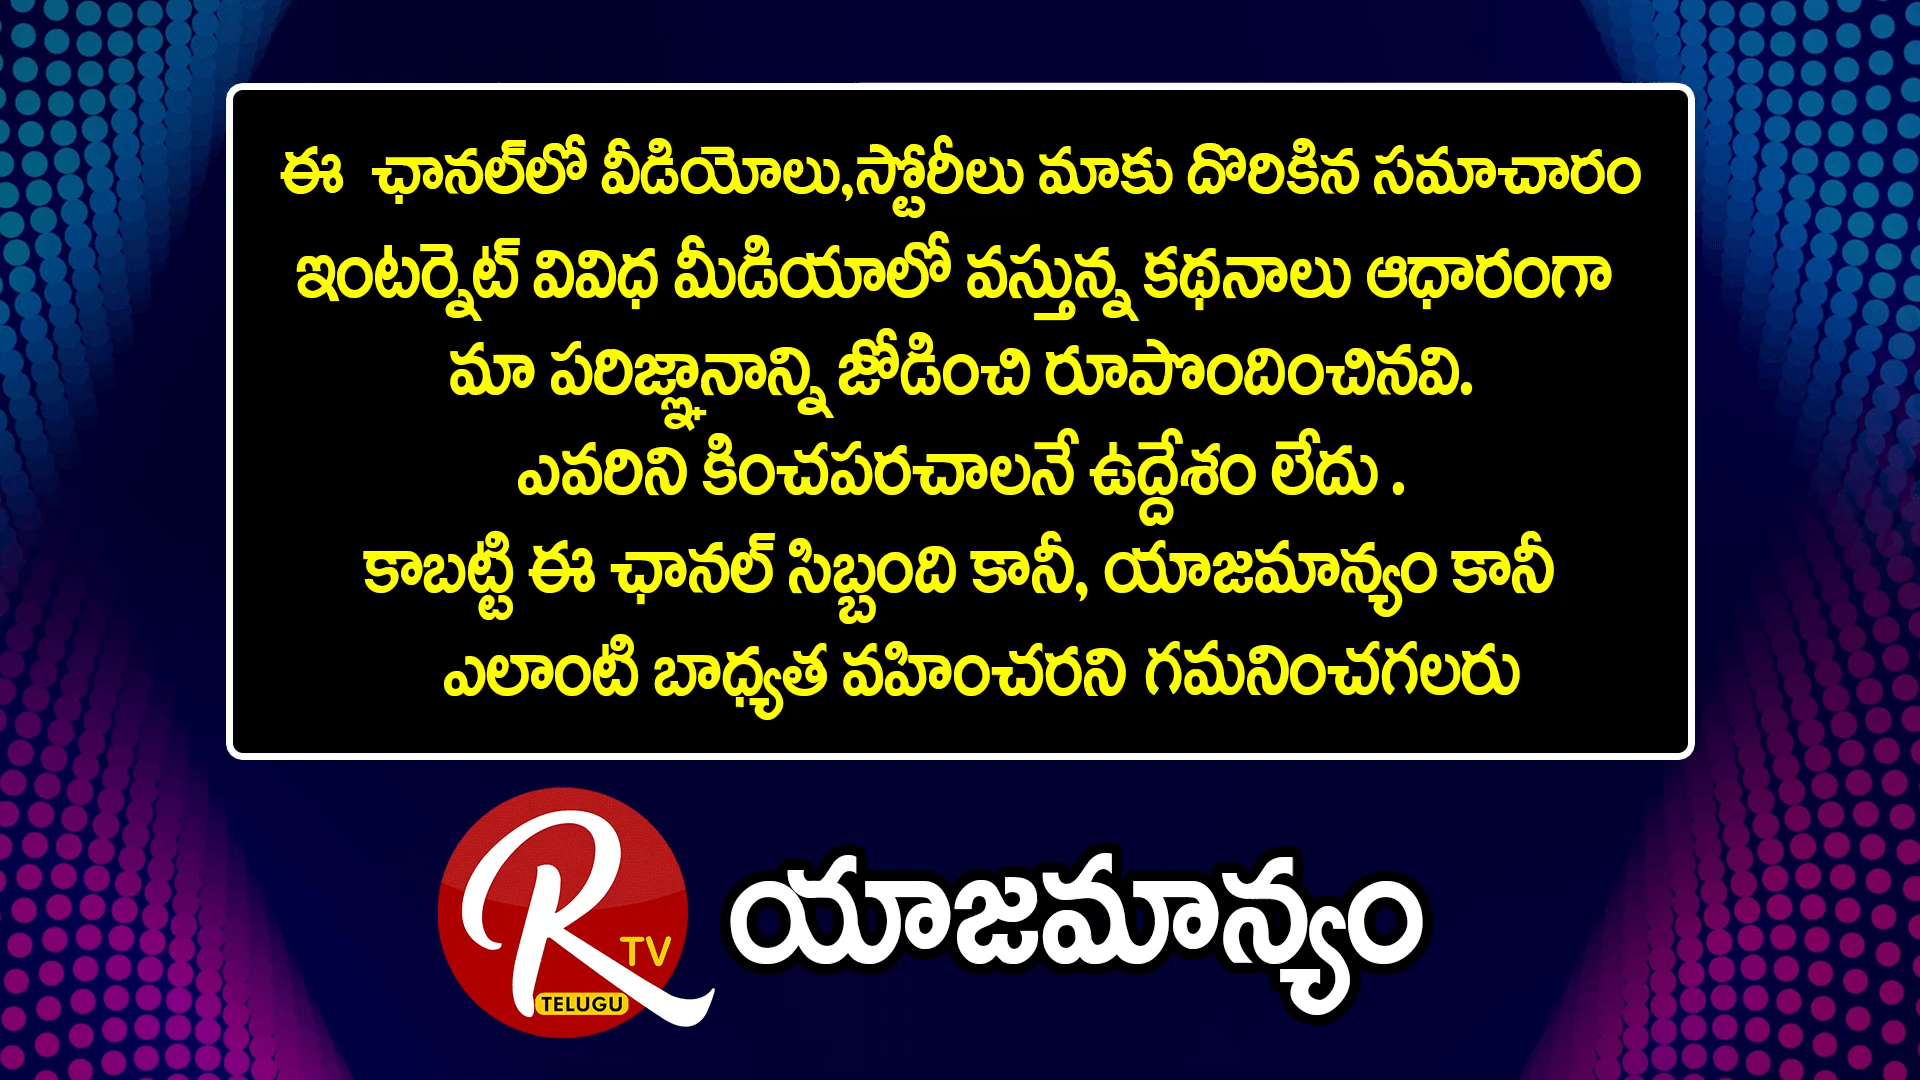 ఈ ఛానల్‌లో వీడియోలు,స్టోరీలు మాకు దొరికిన సమాచారం
ఇంటర్నెట్ వివిధ మీడియాలో వస్తున్న కథనాలు ఆధారంగా
మా పరిజ్ఞానాన్ని జోడించి రూపొందించినవి.
ఎవరిని కించపరచాలనే ఉద్దేశం లేదు .
కాబట్టి ఈ ఛానల్ సిబ్బంది కానీ, యాజమాన్యం కానీ
ఎలాంటి బాధ్యత వహించరని గమనించగలరు
R TV
TELUGU
యాజమాన్యం